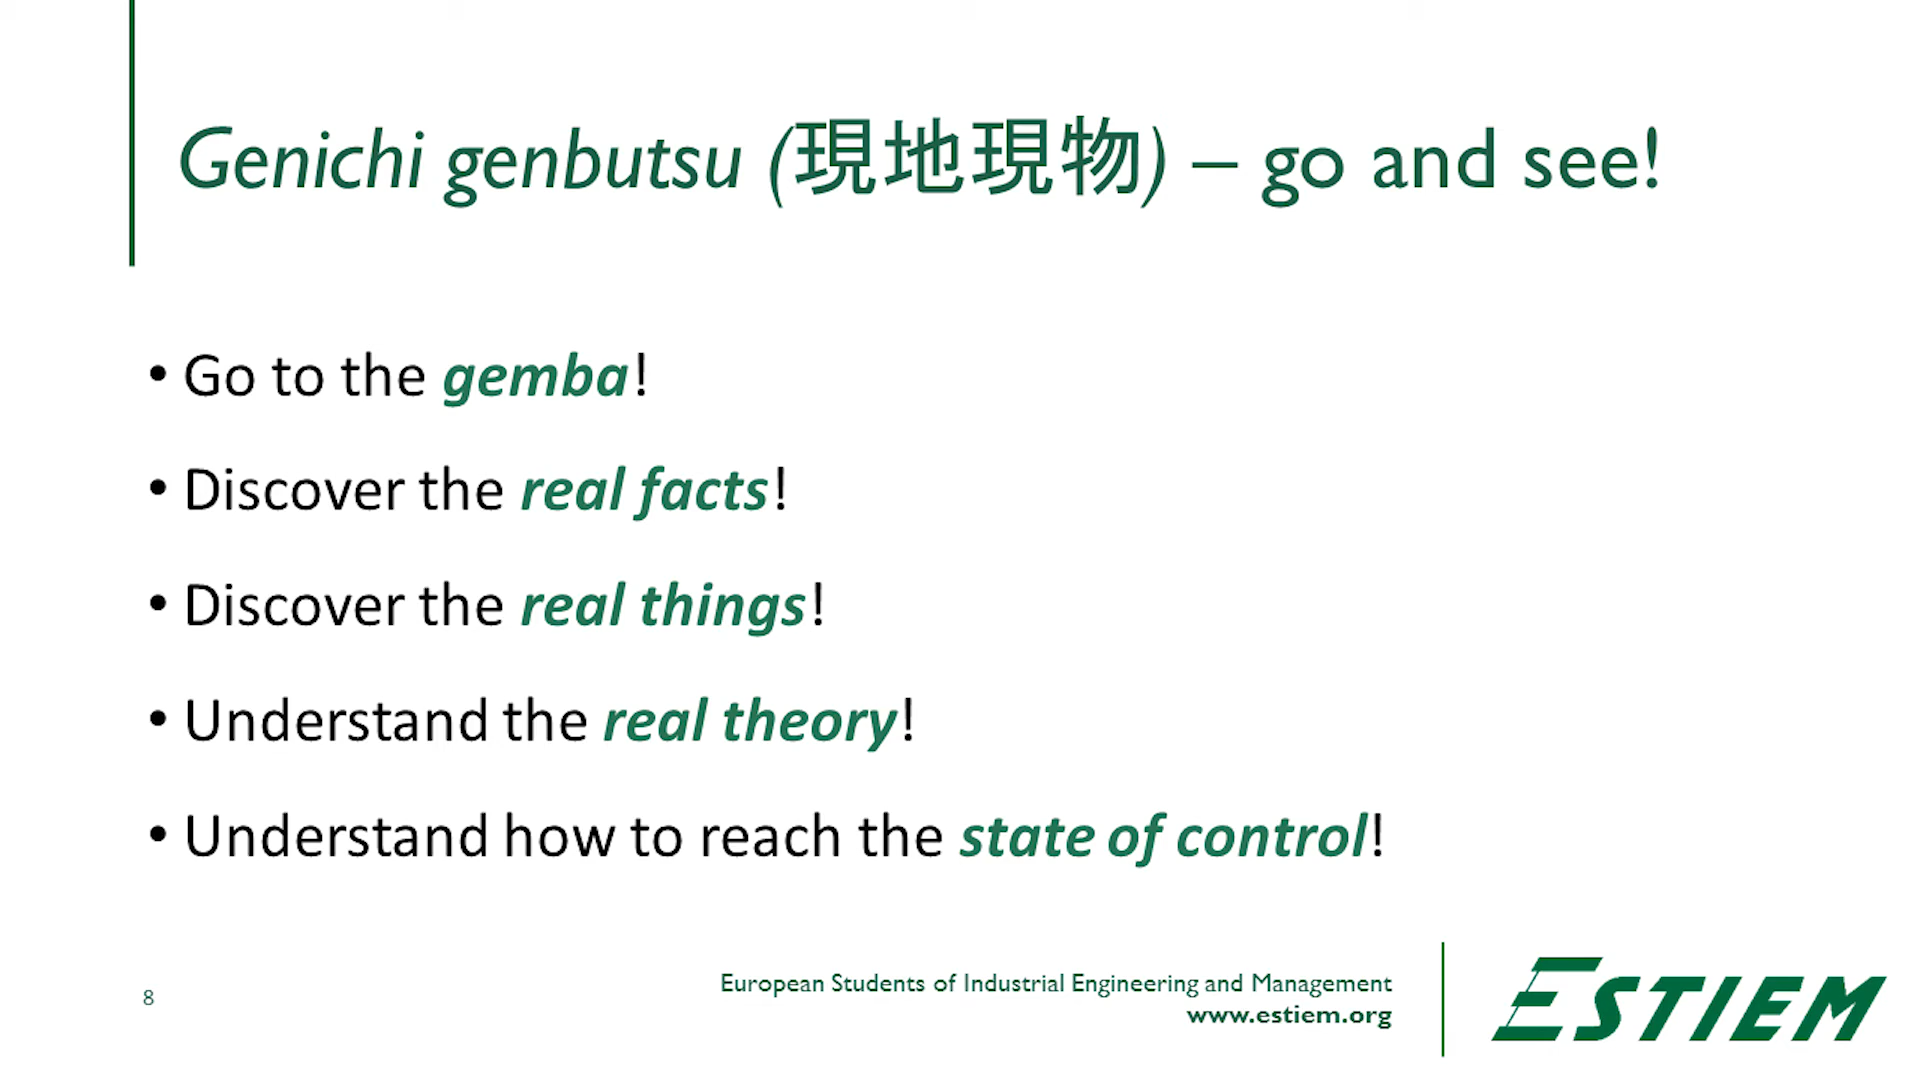 Genichi genbutsu (現地現物) – go and see!
• Go to the gemba!
• Discover the real facts!
• Discover the real things!
• Understand the real theory!
• Understand how to reach the state of control!
8
European Students of Industrial Engineering and Management
www.estiem.org
ESTIEM